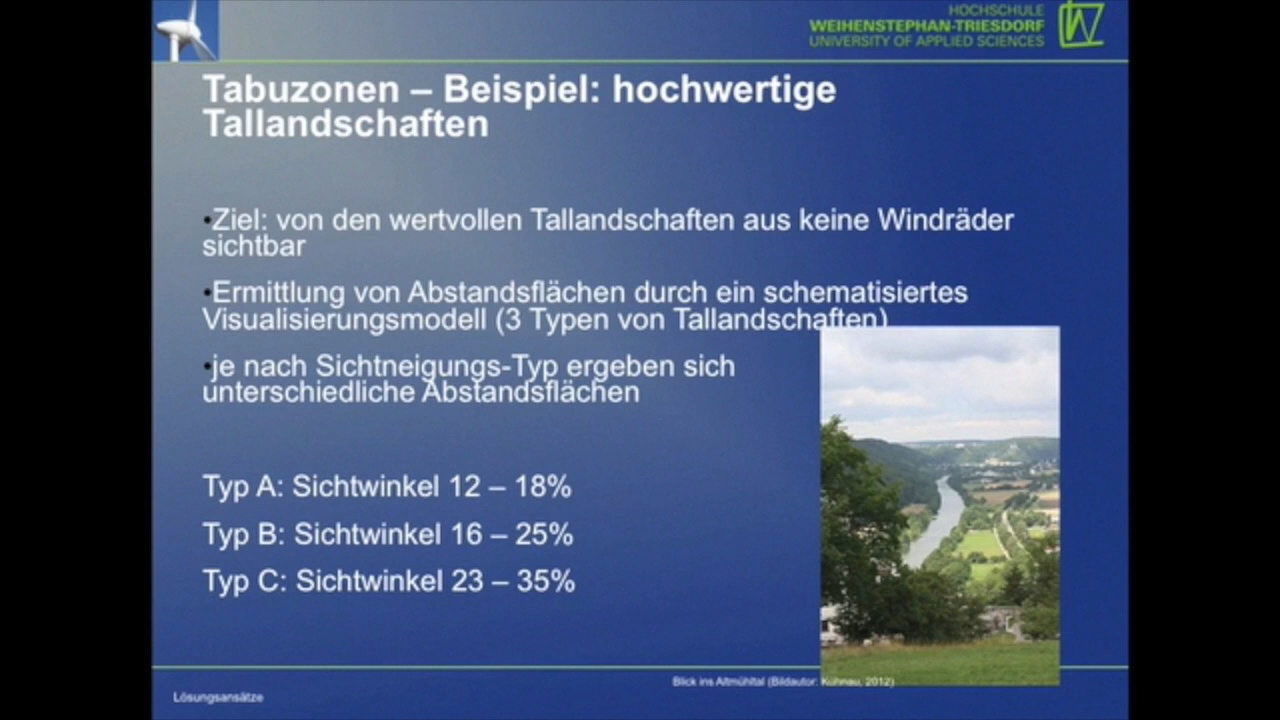 HOCHSCHULE
WEIHENSTEPHAN-TRIESDORF
UNIVERSITY OF APPLIED SCIENCES
Tabuzonen – Beispiel: hochwertige
Tallandschaften
•Ziel: von den wertvollen Tallandschaften aus keine Windräder
sichtbar
•Ermittlung von Abstandsflächen durch ein schematisiertes
Visualisierungsmodell (3 Typen von Tallandschaften)
•je nach Sichtneigungs-Typ ergeben sich
unterschiedliche Abstandsflächen
Typ A: Sichtwinkel 12 – 18%
Typ B: Sichtwinkel 16 – 25%
Typ C: Sichtwinkel 23 – 35%
Blick ins Altmühltal (Bildautor: Kühnau, 2012)
Lösungsansätze